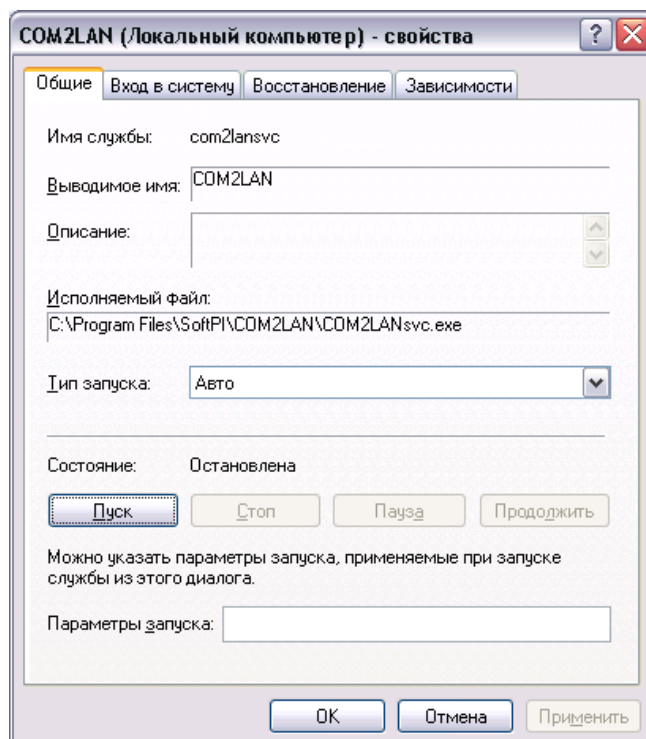 COM2LAN (Локальный компьютер) - свойства
Общие Вход в систему Восстановление Зависимости
Имя службы: com2lansvc
Выводимое имя: COM2LAN
Описание:
Исполняемый файл:
C:\Program Files\SoftPI\COM2LAN\COM2LANsvc.exe
Тип запуска: Авто
Состояние: Остановлена
Пуск Стоп Пауза Продолжить
Можно указать параметры запуска, применяемые при запуске
службы из этого диалога.
Параметры запуска:
OK Отмена Применить